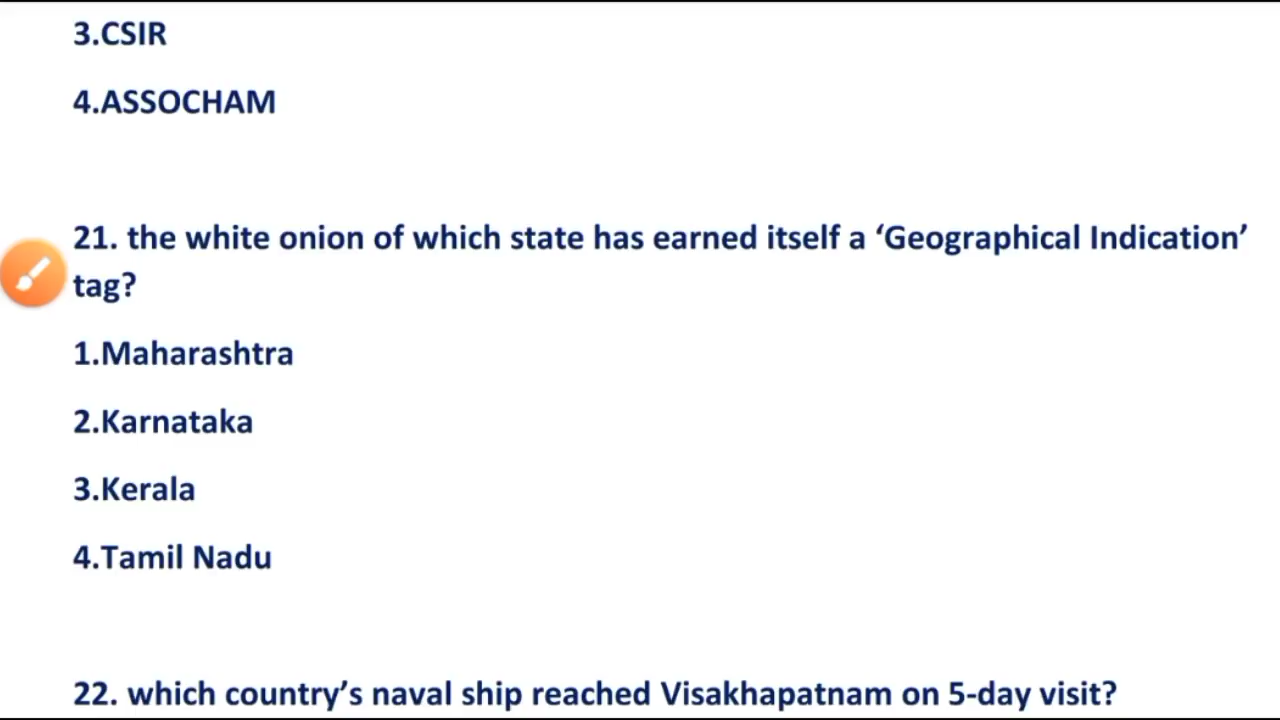 3.CSIR
4.ASSOCHAM
21. the white onion of which state has earned itself a ‘Geographical Indication’
tag?
1.Maharashtra
2.Karnataka
3.Kerala
4.Tamil Nadu
22. which country’s naval ship reached Visakhapatnam on 5-day visit?